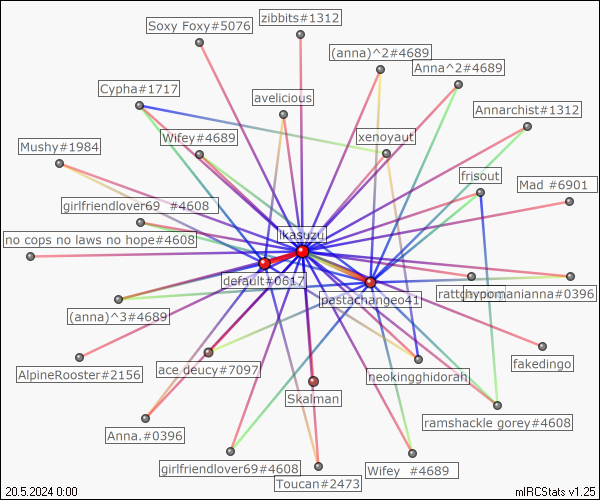 zibbits#1312
Soxy Foxy#5076
(anna)^2#4689
Anna^2#4689
Cypha#1717
avelicious
Annarchist#1312
Wifey#4689
xenoyaut
Mushy#1984
frisout
Mad #6901
girlfriendlover69 #4608
ikasuzu
no cops no laws no hope#4608
default#0617
pastachangeo41
hypomanianna#0396
(anna)^3#4689
fakedingo
AlpineRooster#2156
ace deucy#7097
neokingghidorah
Skalman
ramshackle gorey#4608
Anna.#0396
girlfriendlover69#4608
Wifey #4689
Toucan#2473
20.5.2024 0:00
mIRCStats v1.25